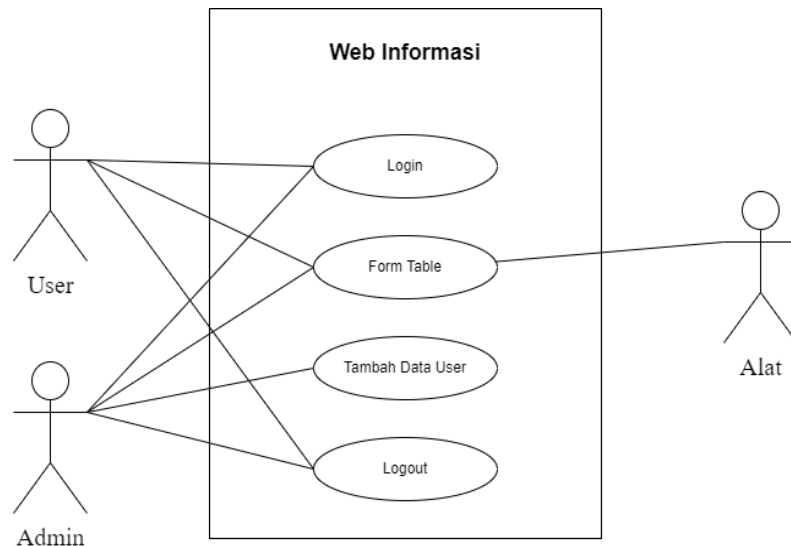 Web Informasi
Login
User
Form Table
Alat
Tambah Data User
Logout
Admin